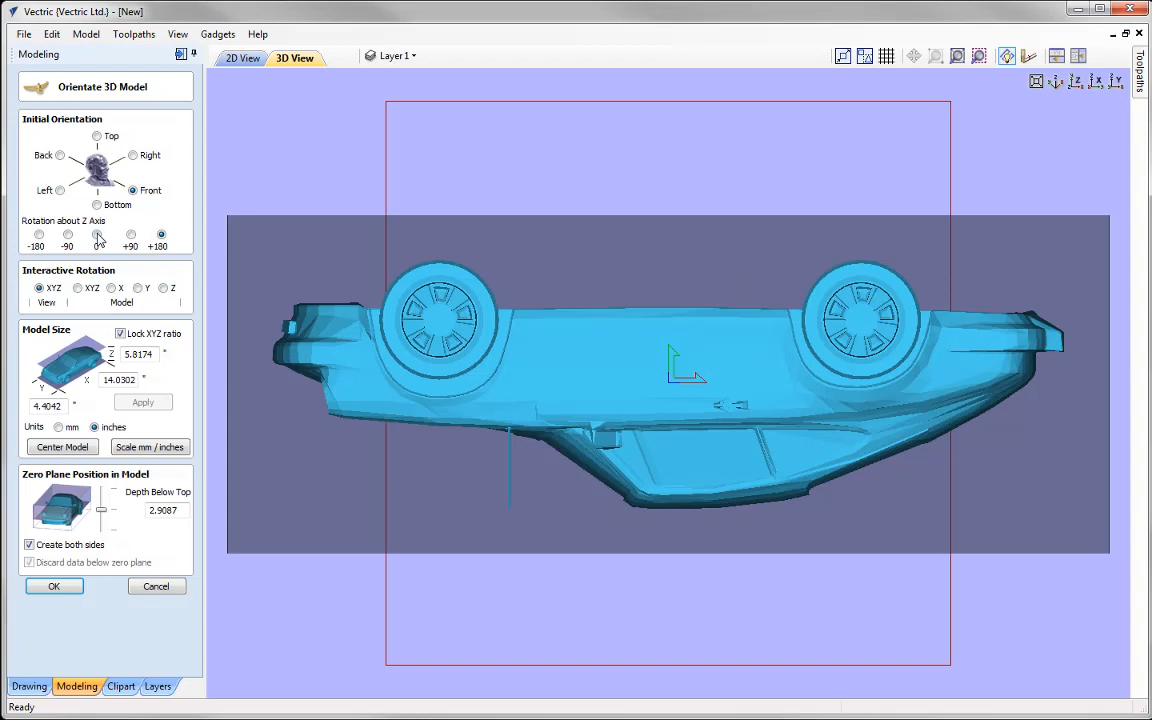 Vectric {Vectric Ltd.} - [New]
File Edit Model Toolpaths View Gadgets Help
Modeling
2D View 3D View Layer1
Toolpaths
Orientate 3D Model
Initial Orientation
Top
Back Right
Left Front
Bottom
Rotation about Z Axis
-180 -90 0 +90 +180
Interactive Rotation
XYZ XYZ X Y Z
View Model
Model Size
Lock XYZ ratio
Z 5.8174 "
X 14.0302 "
Y
4.4042 "
Apply
Units mm inches
Center Model Scale mm / inches
Zero Plane Position in Model
Depth Below Top
2.9087
Create both sides
Discard data below zero plane
OK Cancel
Drawing Modeling Clipart Layers
Ready